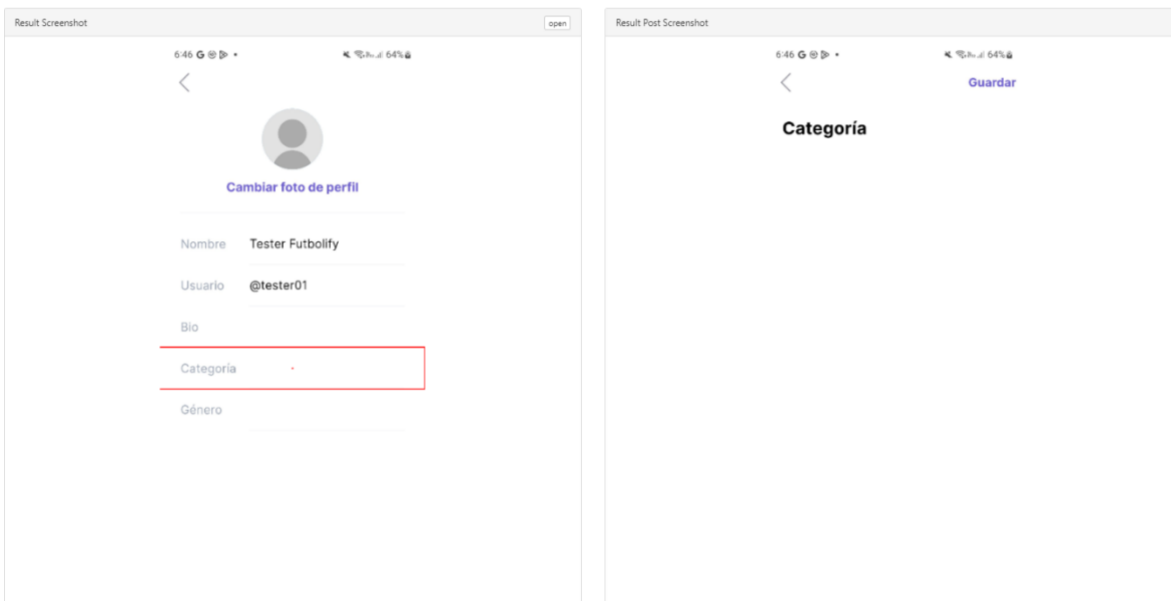 Result Screenshot
open
6:46 G
64%
Cambiar foto de perfil
Nombre Tester Futbolify
Usuario @tester01
Bio
Categoría
Género
Result Post Screenshot
6:46 G
64%
Guardar
Categoría